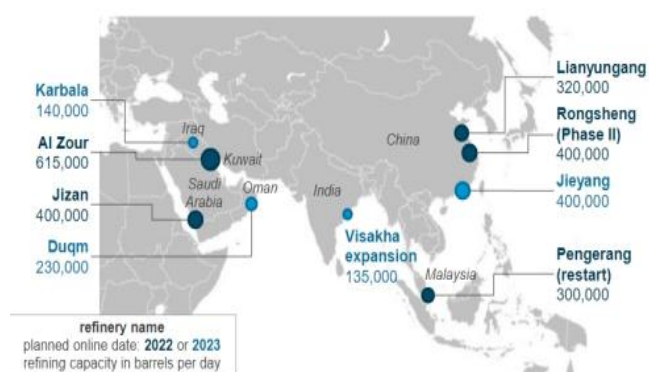 Karbala
140,000
Al Zour
615,000
Jizan
400,000
Duqm
230,000
Iraq
Kuwait
Saudi
Arabia
Oman
India
China
Malaysia
Visakha
expansion
135,000
Lianyungang
320,000
Rongsheng
(Phase II)
400,000
Jieyang
400,000
Pengerang
(restart)
300,000
refinery name
planned online date: 2022 or 2023
refining capacity in barrels per day